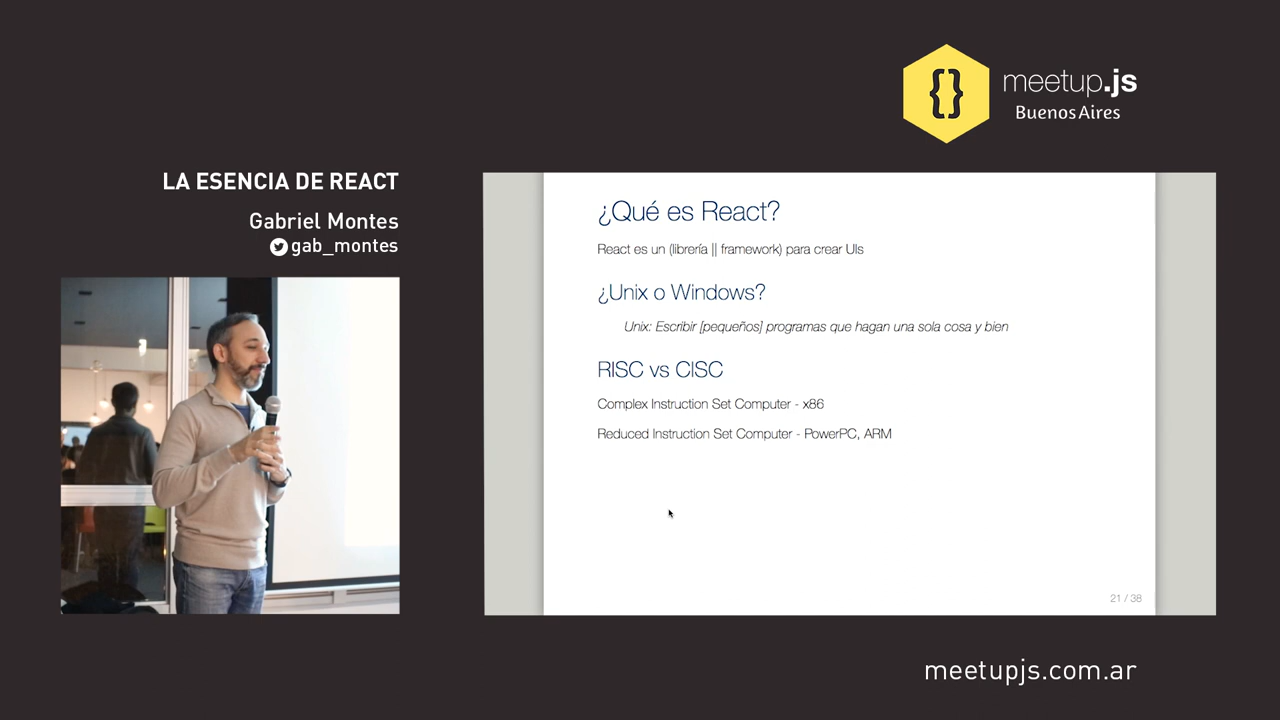 {}
meetup.js
Buenos Aires
LA ESENCIA DE REACT
Gabriel Montes
gab_montes
¿Qué es React?
React es un (librería || framework) para crear UIs
¿Unix o Windows?
Unix: Escribir [pequeños] programas que hagan una sola cosa y bien
RISC vs CISC
Complex Instruction Set Computer - x86
Reduced Instruction Set Computer - PowerPC, ARM
21 / 38
meetupjs.com.ar